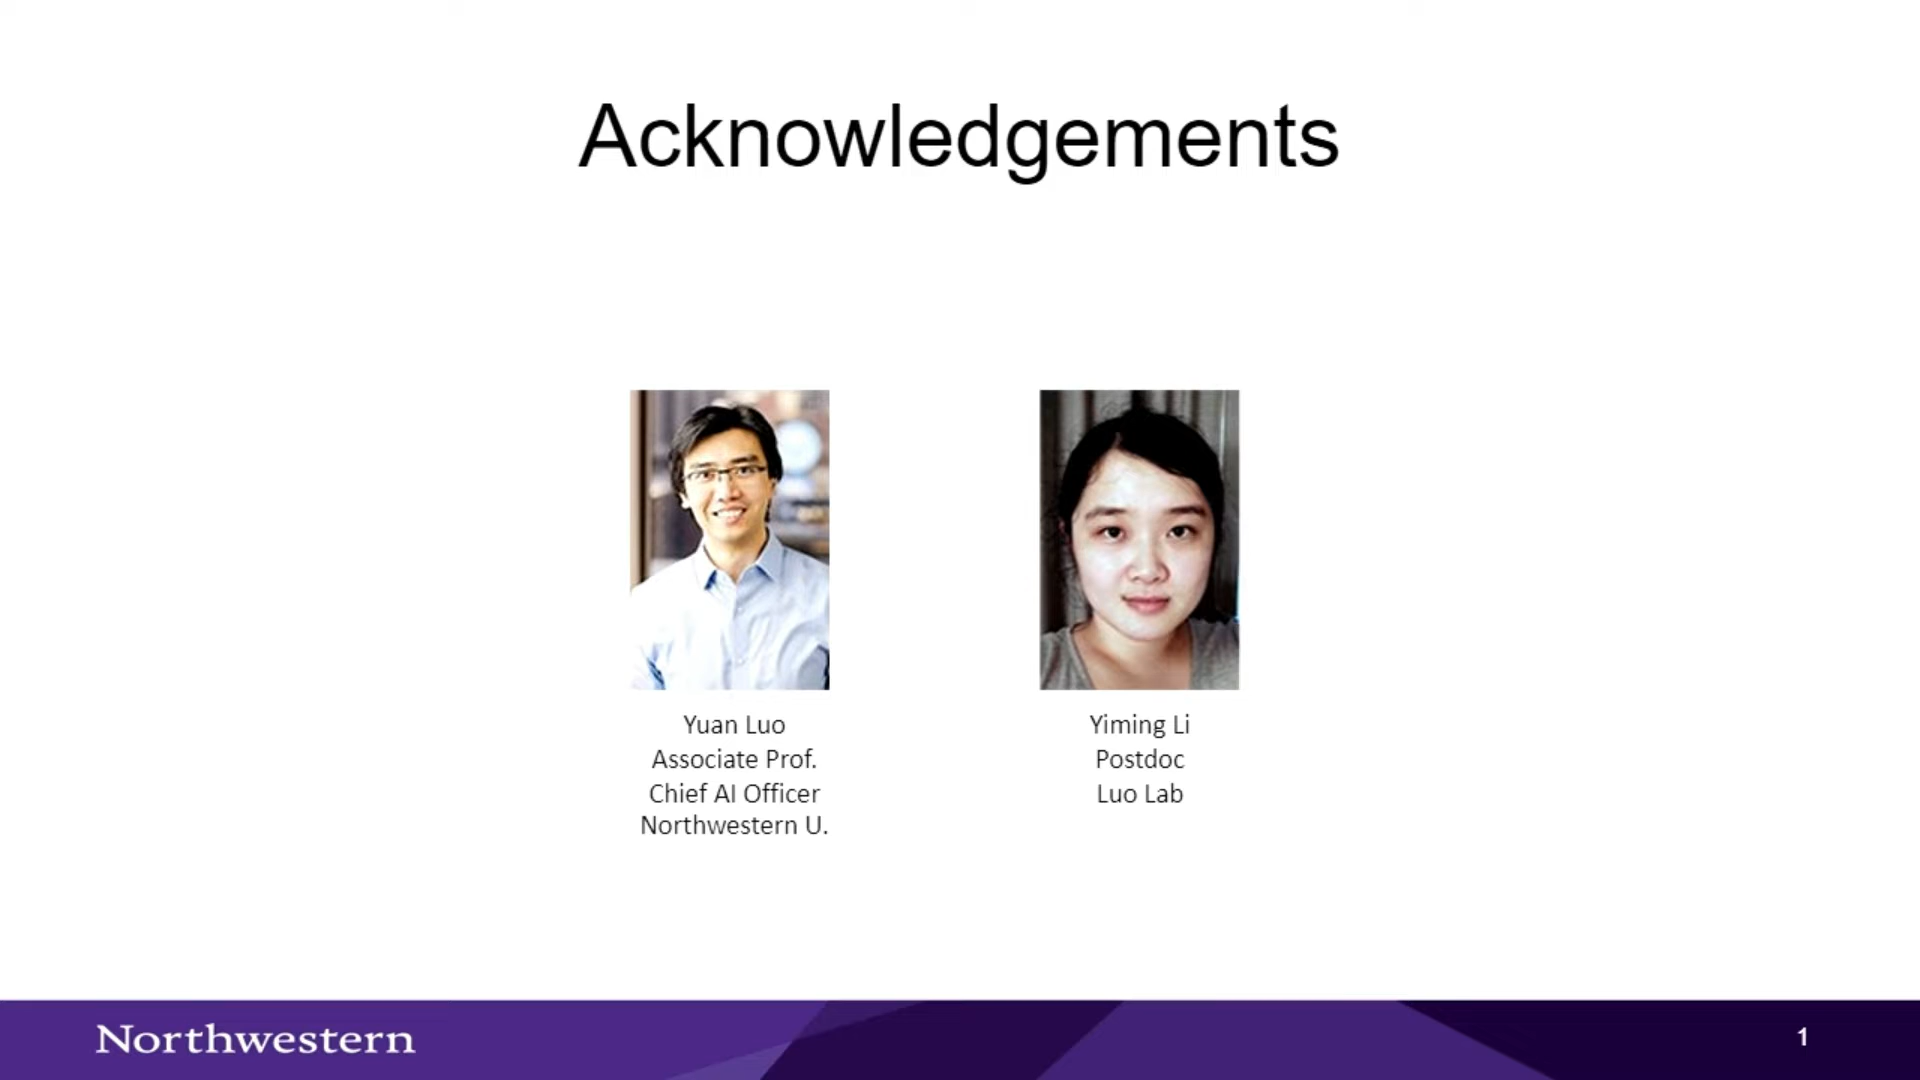 Acknowledgements
Yuan Luo
Associate Prof.
Chief AI Officer
Northwestern U.
Yiming Li
Postdoc
Luo Lab
Northwestern
1